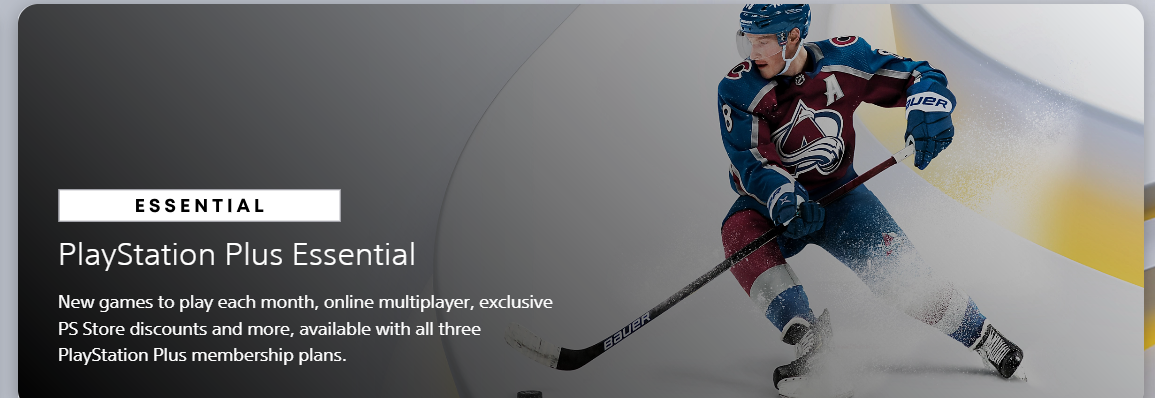 ESSENTIAL
PlayStation Plus Essential
New games to play each month, online multiplayer, exclusive
PS Store discounts and more, available with all three
PlayStation Plus membership plans.
A
8
BAUER
BAUER